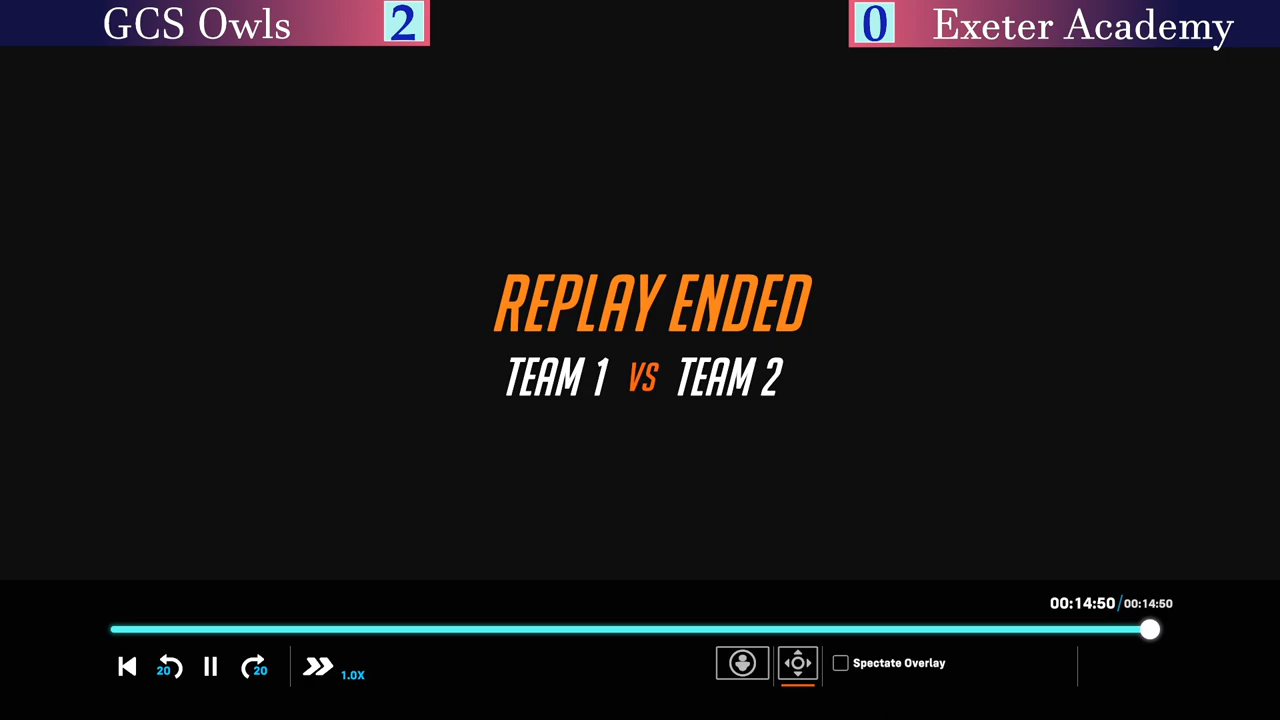 GCS Owls 2
0 Exeter Academy
REPLAY ENDED
TEAM 1 VS TEAM 2
00:14:50/00:14:50
20 20 1.0X Spectate Overlay